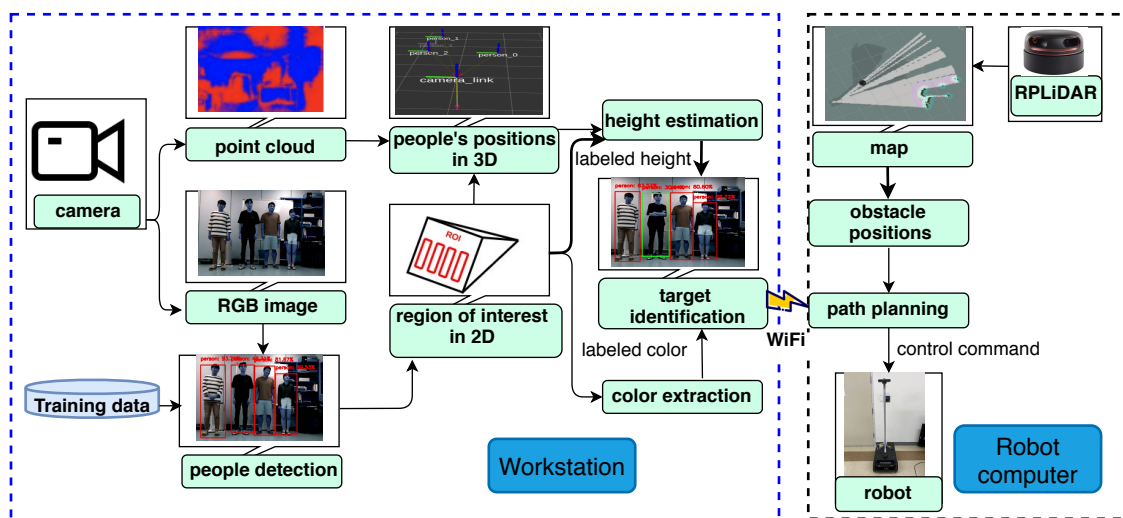 person_1
person_2
person_0
camera_link
point cloud
people's positions
in 3D
height estimation
labeled height
camera
RGB image
ROI
region of interest
in 2D
target
identification
labeled color
color extraction
Training data
people detection
Workstation
WiFi
RPLiDAR
map
obstacle
positions
path planning
control command
robot
Robot
computer